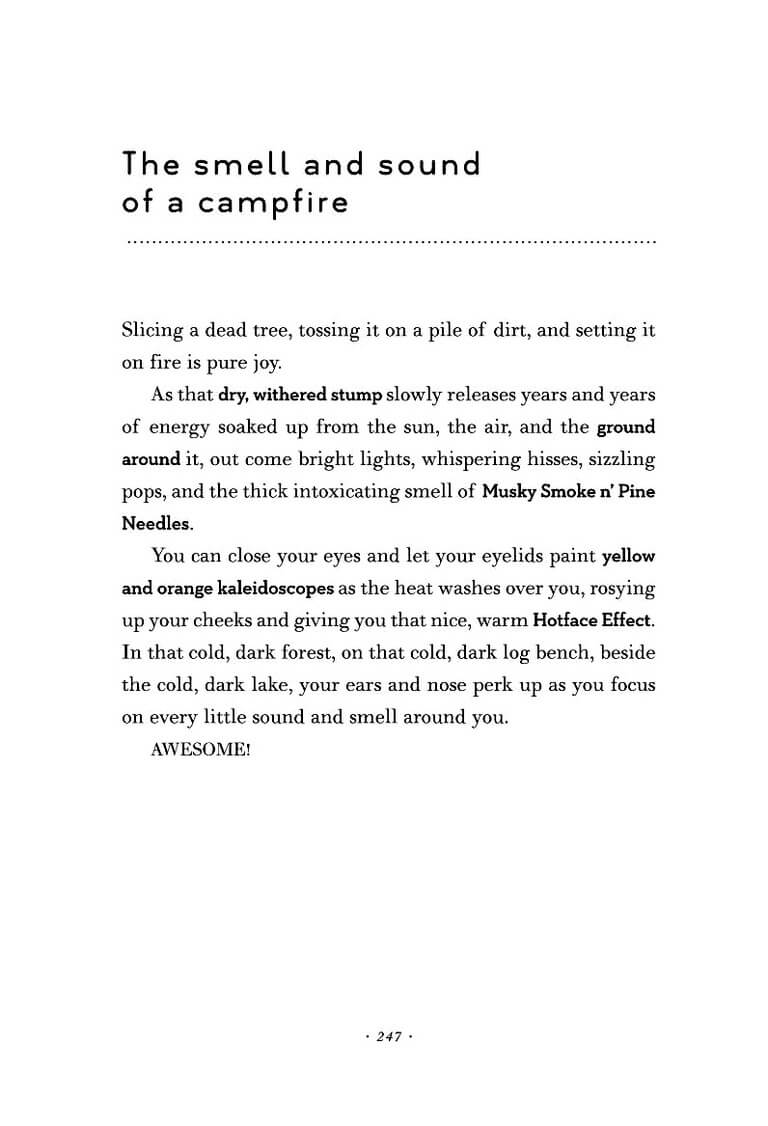 The smell and sound
of a campfire
Slicing a dead tree, tossing it on a pile of dirt, and setting it
on fire is pure joy.
As that dry, withered stump slowly releases years and years
of energy soaked up from the sun, the air, and the ground
around it, out come bright lights, whispering hisses, sizzling
pops, and the thick intoxicating smell of Musky Smoke n’ Pine
Needles.
You can close your eyes and let your eyelids paint yellow
and orange kaleidoscopes as the heat washes over you, rosying
up your cheeks and giving you that nice, warm Hotface Effect.
In that cold, dark forest, on that cold, dark log bench, beside
the cold, dark lake, your ears and nose perk up as you focus
on every little sound and smell around you.
AWESOME!
· 247 ·